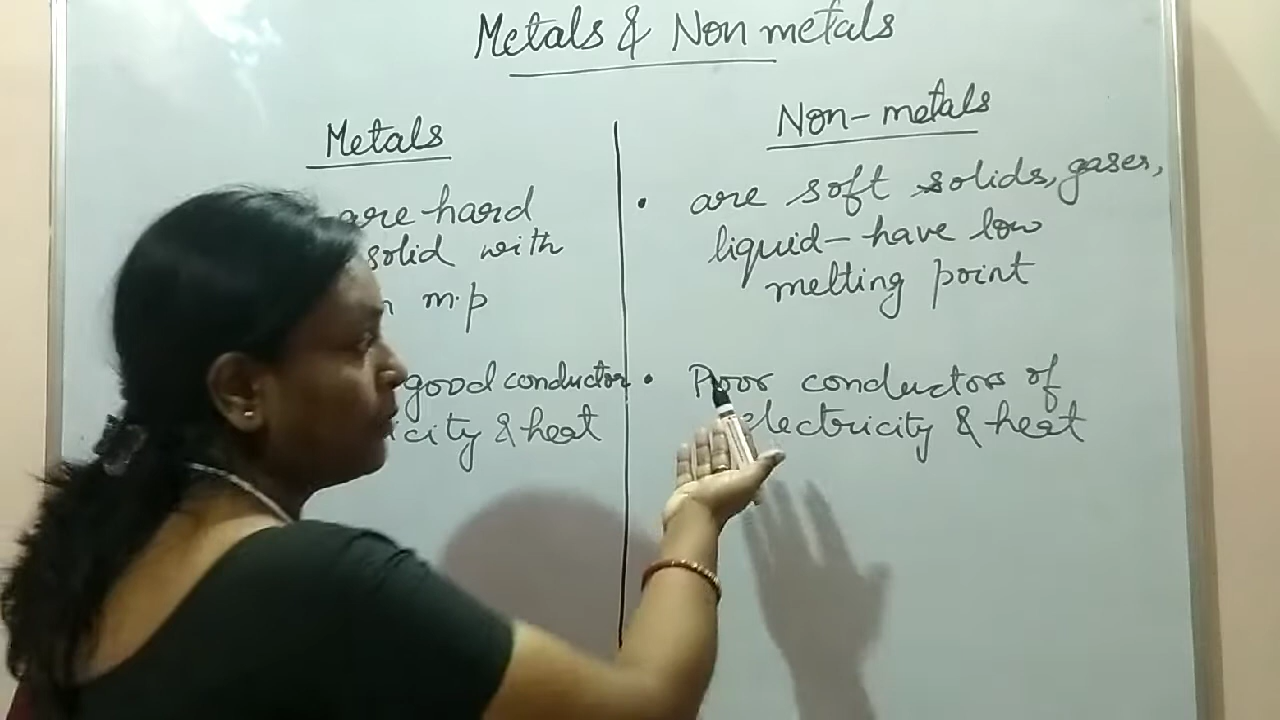 Metals & Non metals
Metals
are hard
solid with
m.p
good conductor
& heat
Non-metals
• are soft solids, gases,
liquid- have low
melting point
• Poor conductors of
electricity & heat